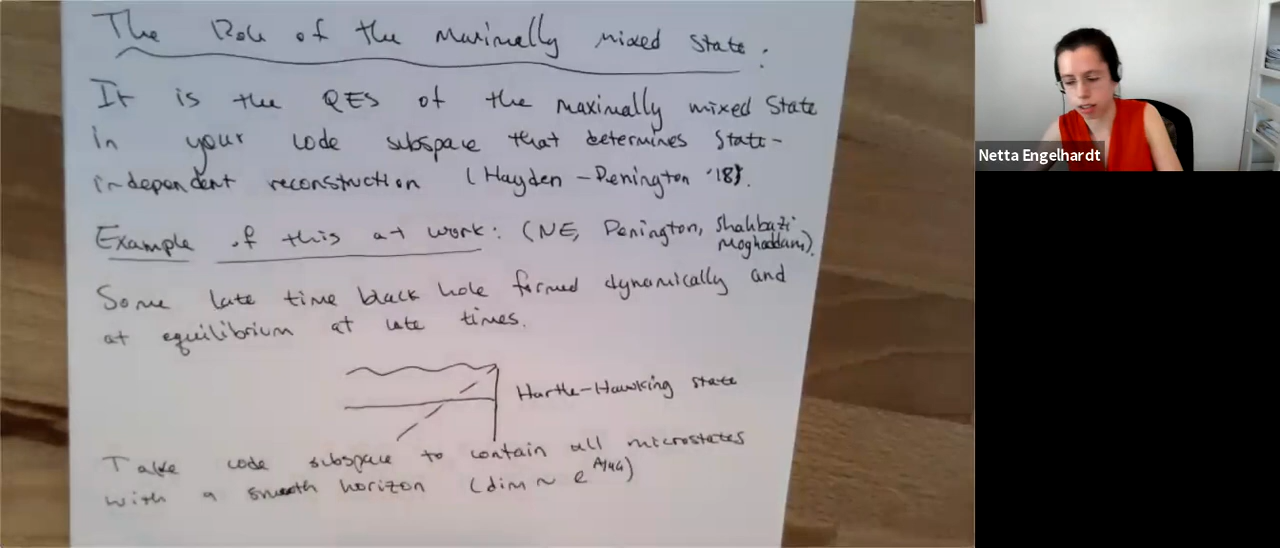 The Role of the Maximally mixed State.
It is the QES of the maximally mixed State
in your code subspace that determines State-
independent reconstruction (Hayden-Penington '18).
Example of this at work: (NE, Penington, Shahbazi
Moghaddam).
Some late time black hole formed dynamically and
at equilibrium at late times.
Hartle-Hawking state
Take code subspace to contain all microstates
with a smooth horizon (dim ~ e^{A/4G})
Netta Engelhardt